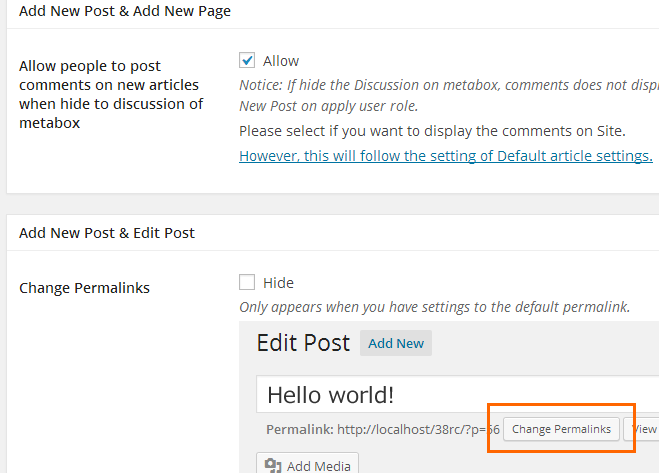 Add New Post & Add New Page
Allow people to post
comments on new articles
when hide to discussion of
metabox
Allow
Notice: If hide the Discussion on metabox, comments does not
New Post on apply user role.
Please select if you want to display the comments on Site.
However, this will follow the setting of Default article settings.
Add New Post & Edit Post
Change Permalinks
Hide
Only appears when you have settings to the default permalink.
Edit Post Add New
Hello world!
Permalink: http://localhost/38rc/?p=56 Change Permalinks View
Add Media